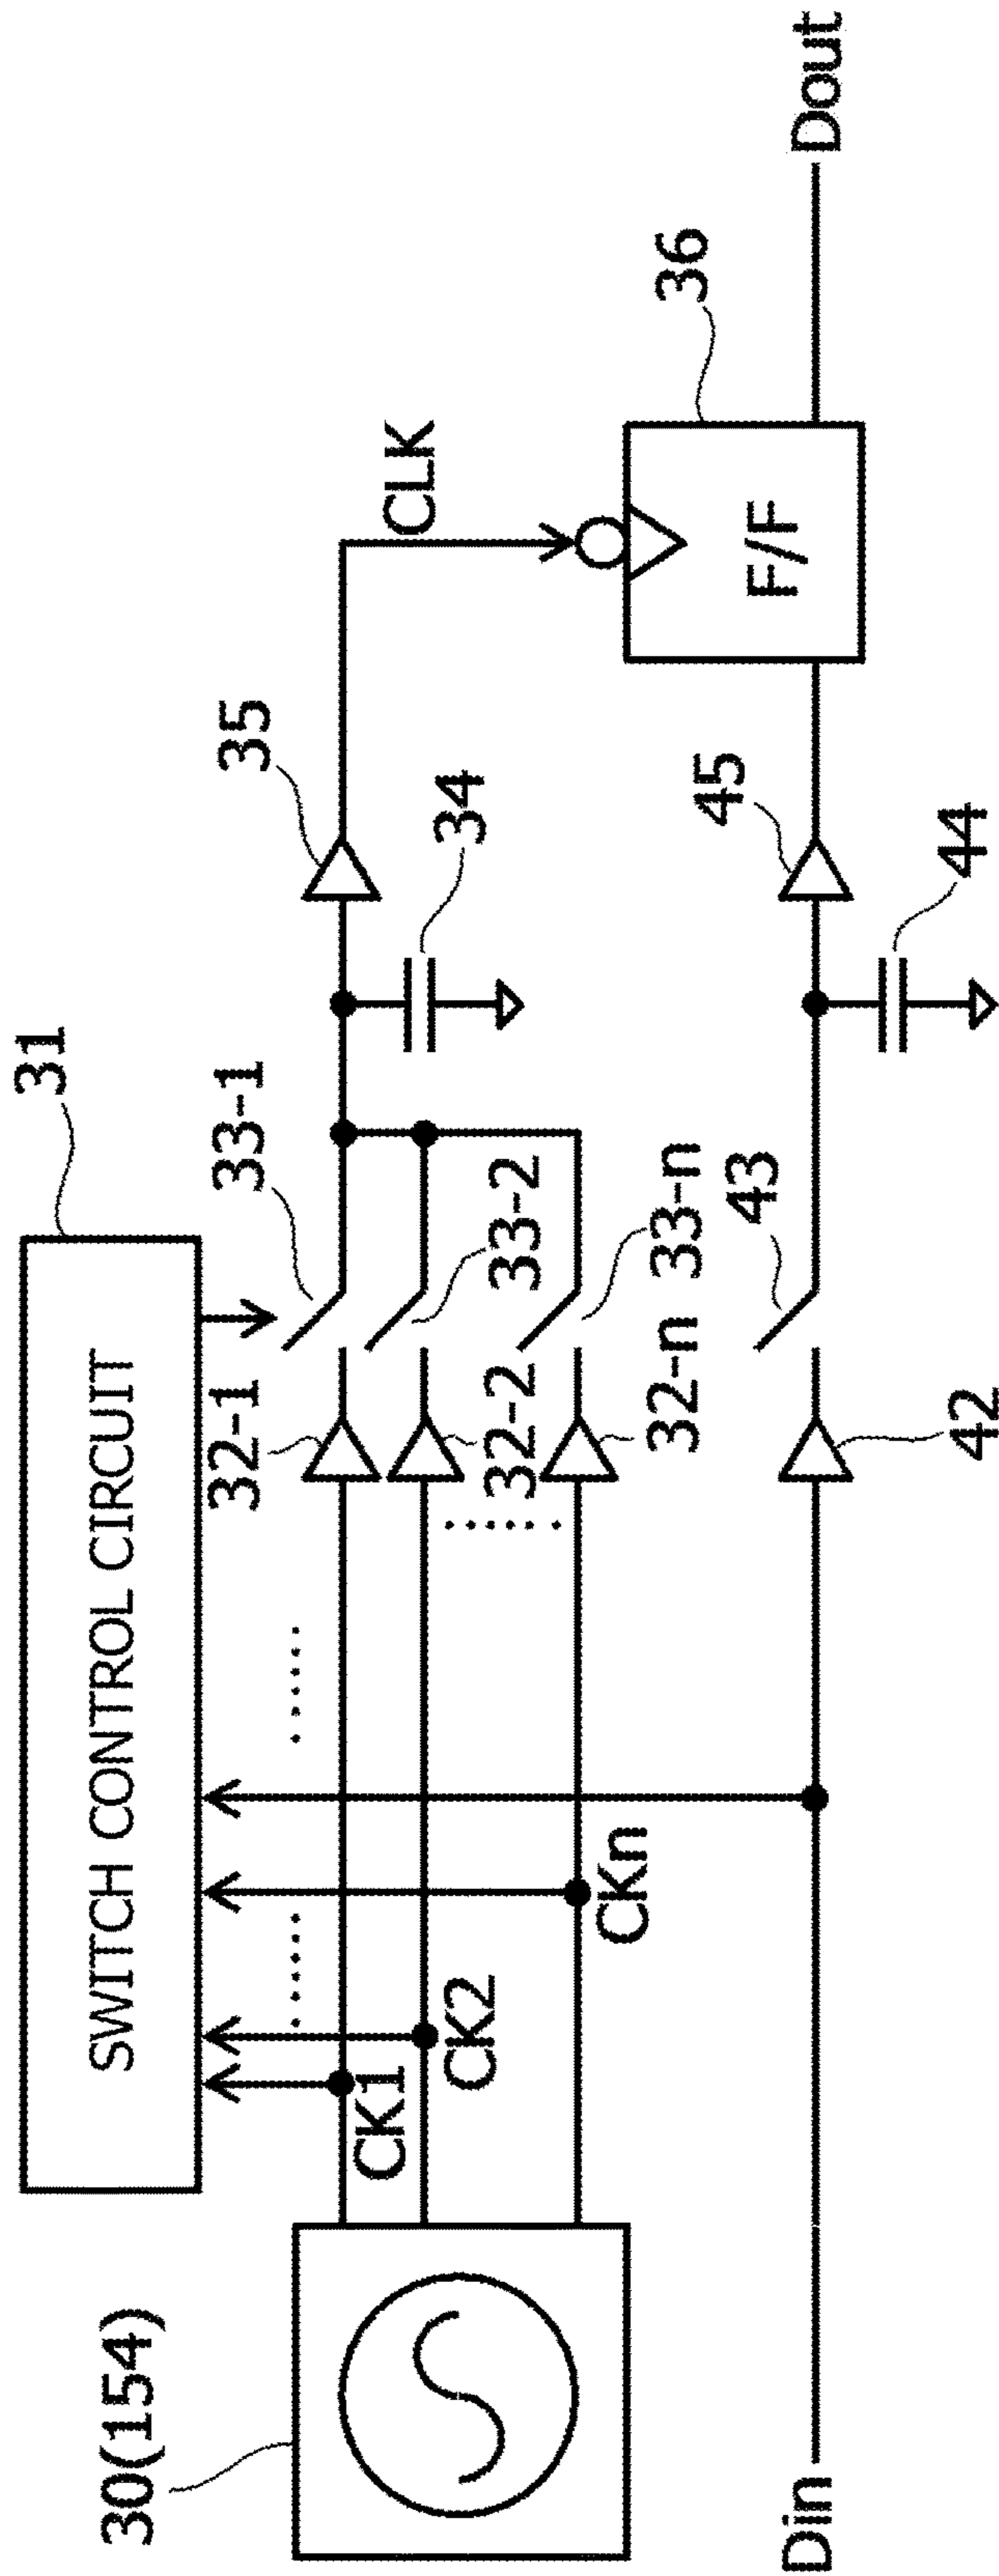 31
SWITCH CONTROL CIRCUIT
30(154)
CK1
CK2
CKn
32-1
33-1
32-2
33-2
32-n
33-n
34
35
CLK
36
F/F
Din
42
43
44
45
Dout